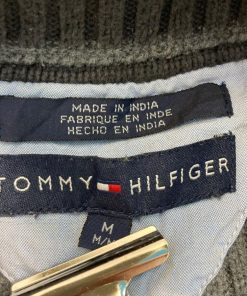 MADE IN INDIA
FABRIQUE EN INDE
HECHO EN INDIA
TOMMY HILFIGER
M